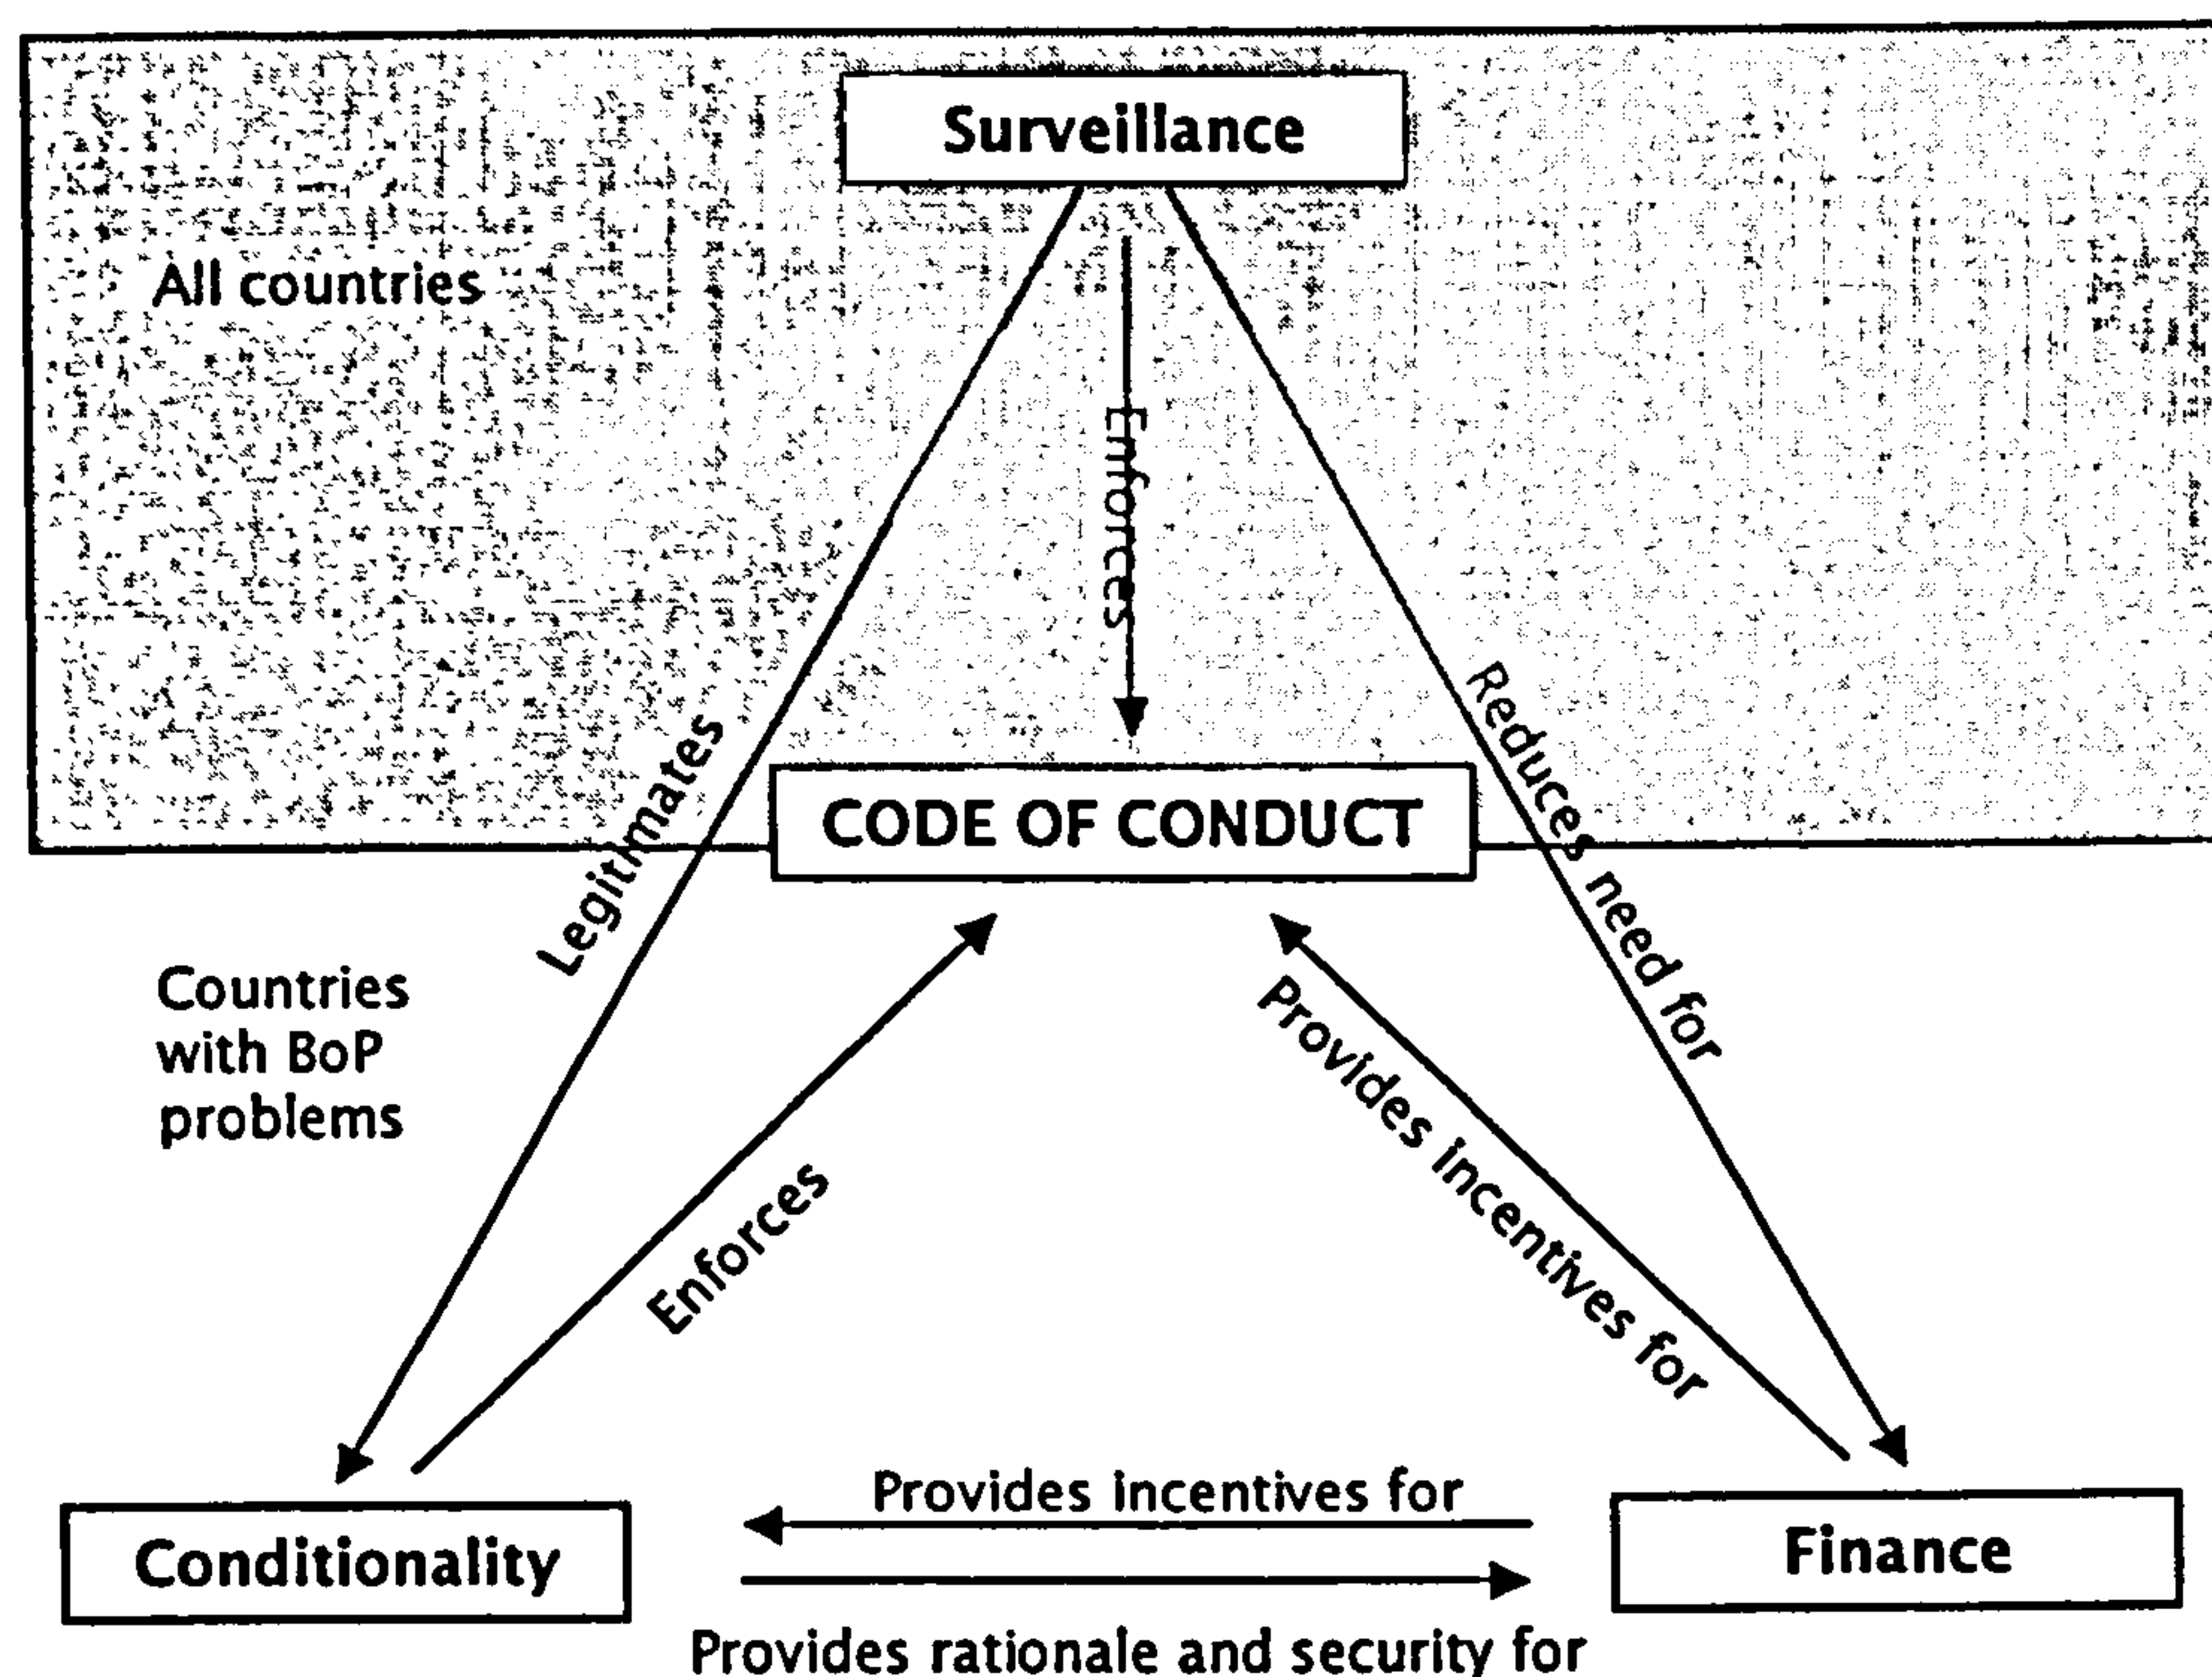 Surveillance
All countries
Enforces
Legitimates
Reduces need for
CODE OF CONDUCT
Countries
with BoP
problems
Enforces
Provides incentives for
Provides incentives for
Conditionality
Finance
Provides rationale and security for